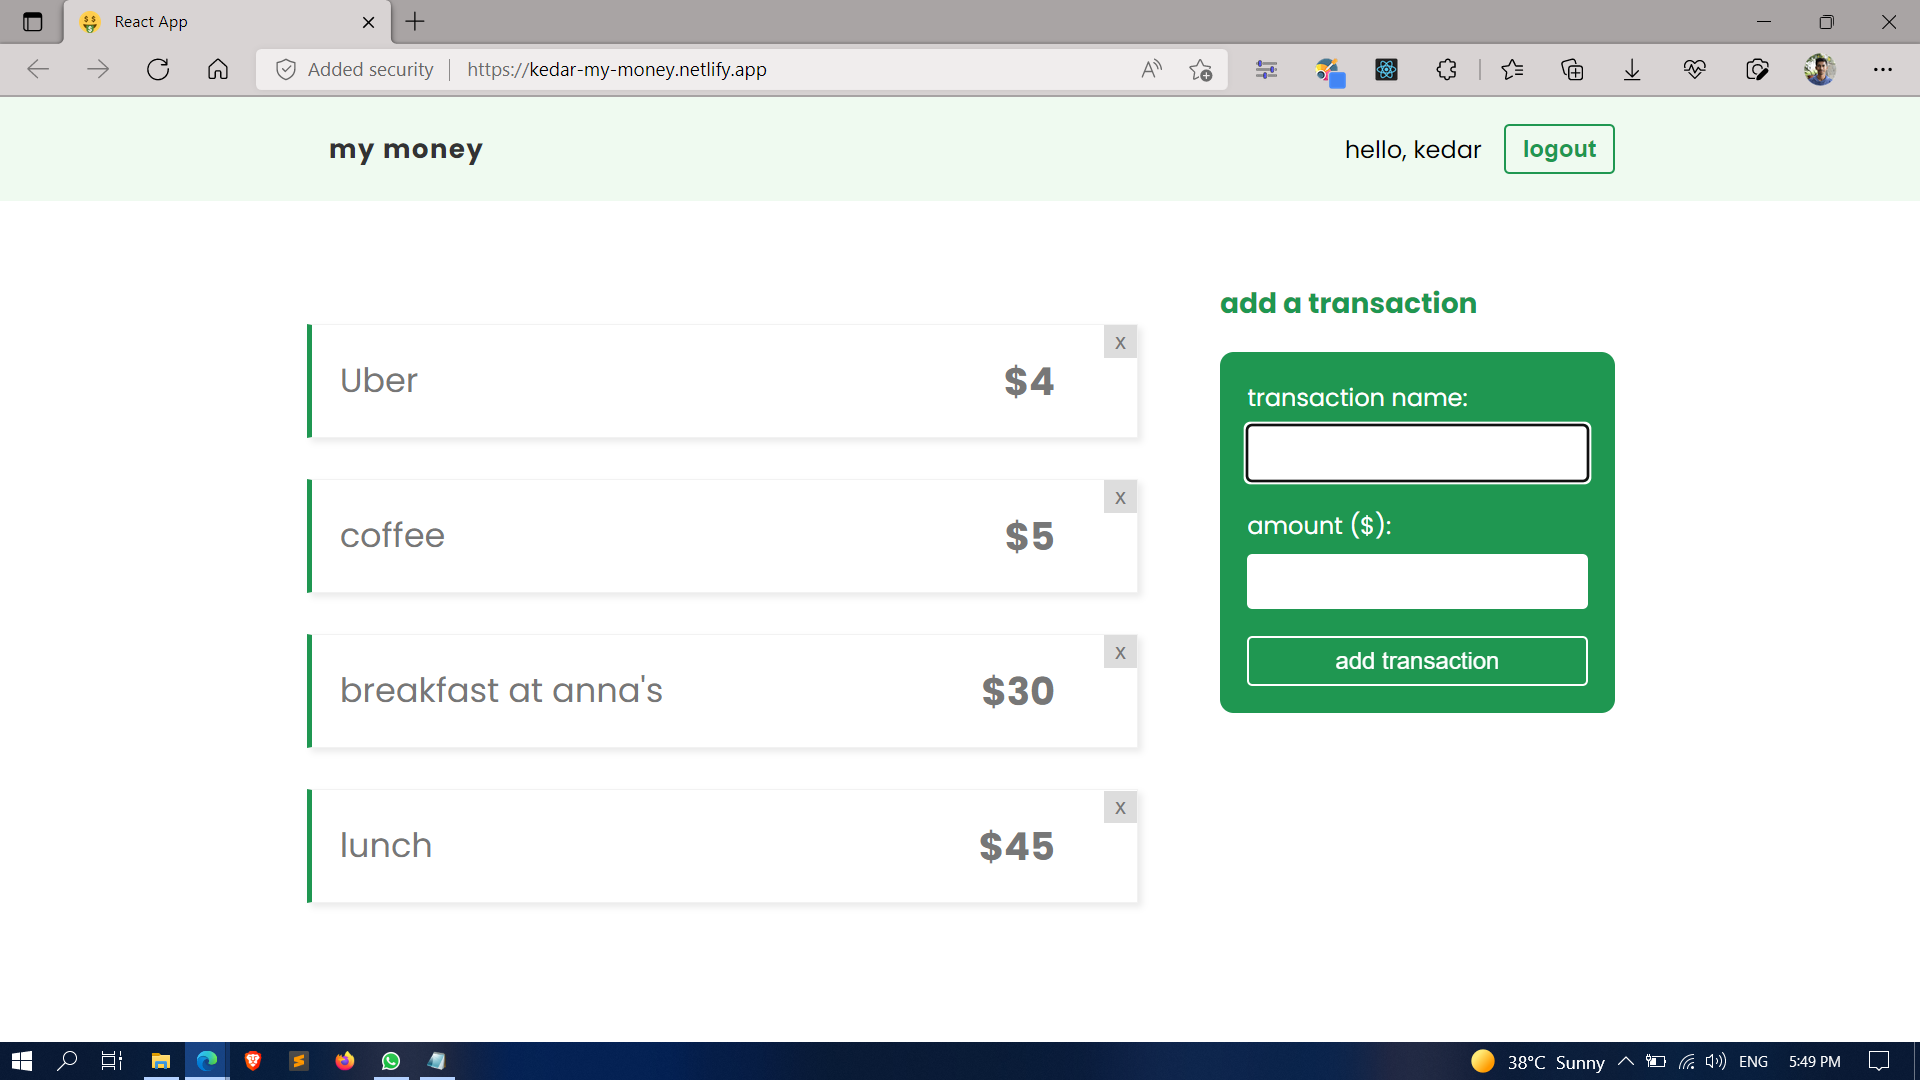 React App
Added security
https://kedar-my-money.netlify.app
my money
hello, kedar
logout
add a transaction
Uber
$4
x
coffee
$5
x
breakfast at anna's
$30
x
lunch
$45
x
transaction name:
amount ($):
add transaction
38°C Sunny
ENG
5:49 PM